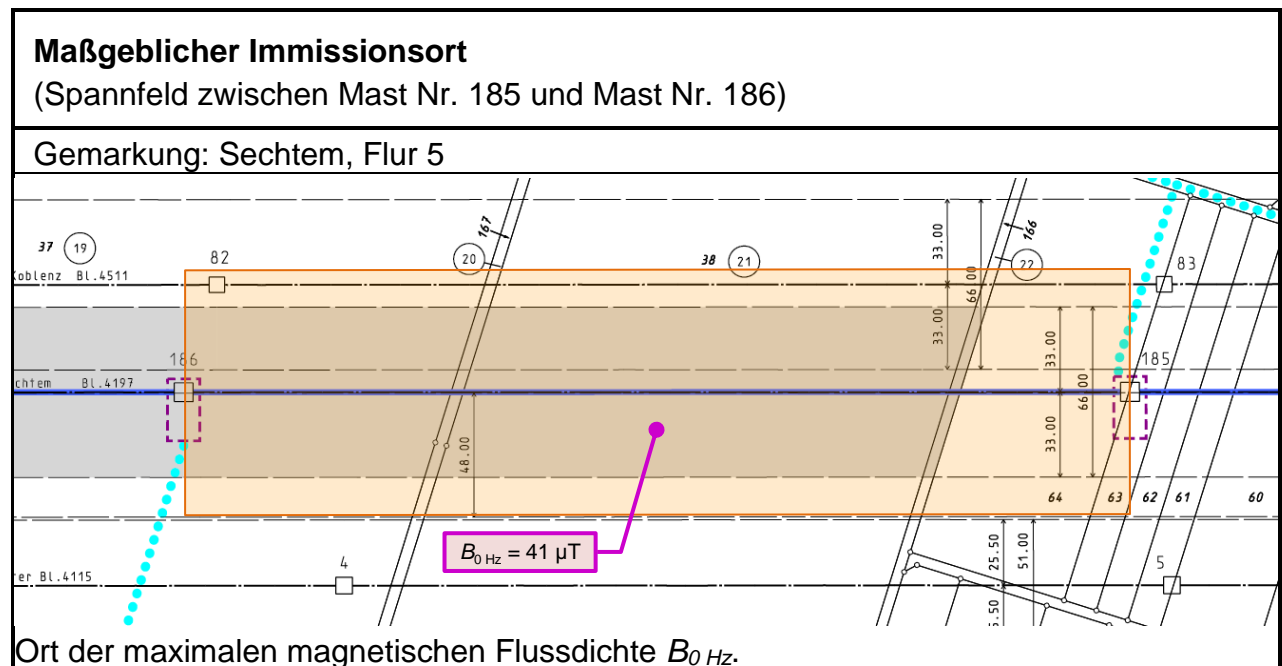 Maßgeblicher Immissionsort
(Spannfeld zwischen Mast Nr. 185 und Mast Nr. 186)
Gemarkung: Sechtem, Flur 5
37 19
82
20
167
38 21
33.00
66.00
166
22
83
Koblenz Bl.4511
33.00
186
33.00
66.00
185
chtem Bl.4197
48.00
33.00
64 63 62 61 60
B0 Hz = 41 µT
25.50
51.00
rer Bl.4115
4
5
5.50
Ort der maximalen magnetischen Flussdichte B0 Hz.